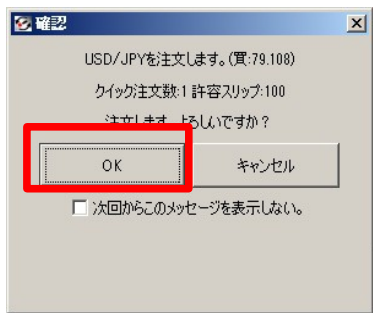 確認
USD/JPYを注文します。(買:79.108)
クイック注文数:1 許容スリップ:100
注文します。よろしいですか？
OK
キャンセル
次回からこのメッセージを表示しない。